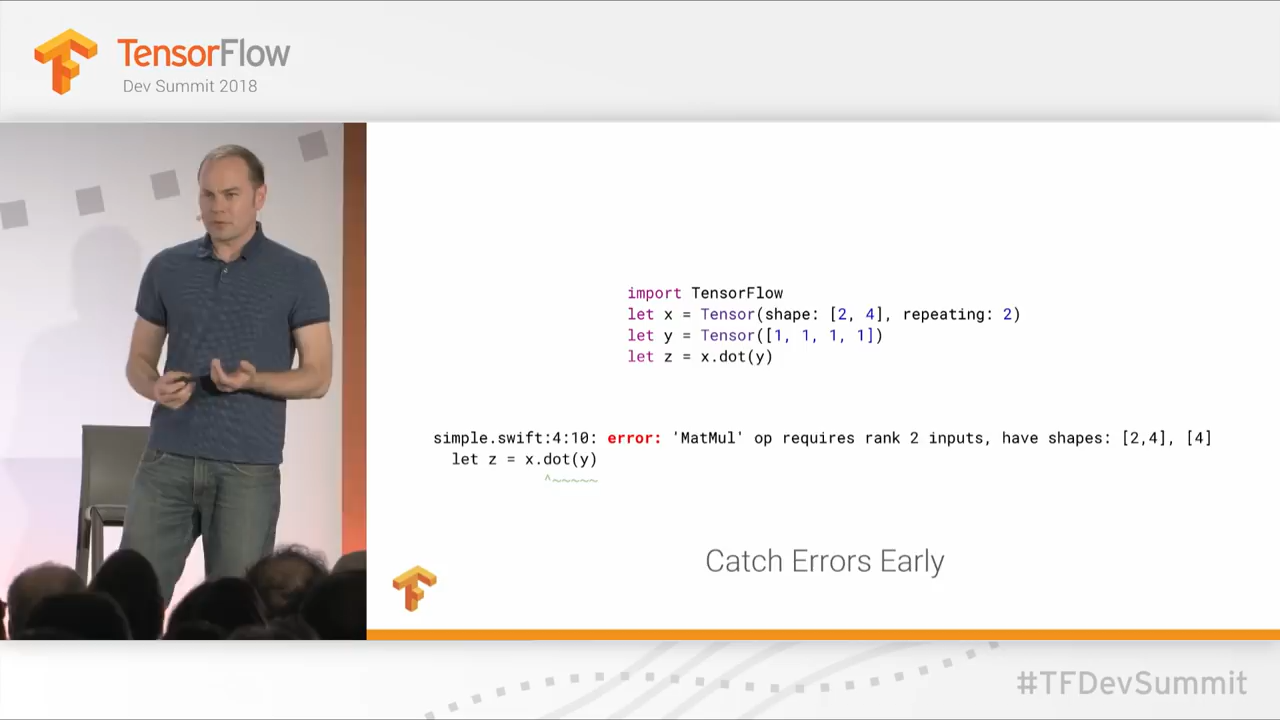 TensorFlow
Dev Summit 2018
import TensorFlow
let x = Tensor(shape: [2, 4], repeating: 2)
let y = Tensor([1, 1, 1, 1])
let z = x.dot(y)
simple.swift:4:10: error: 'MatMul' op requires rank 2 inputs, have shapes: [2,4], [4]
let z = x.dot(y)
^~~~~~
Catch Errors Early
#TFDevSummit